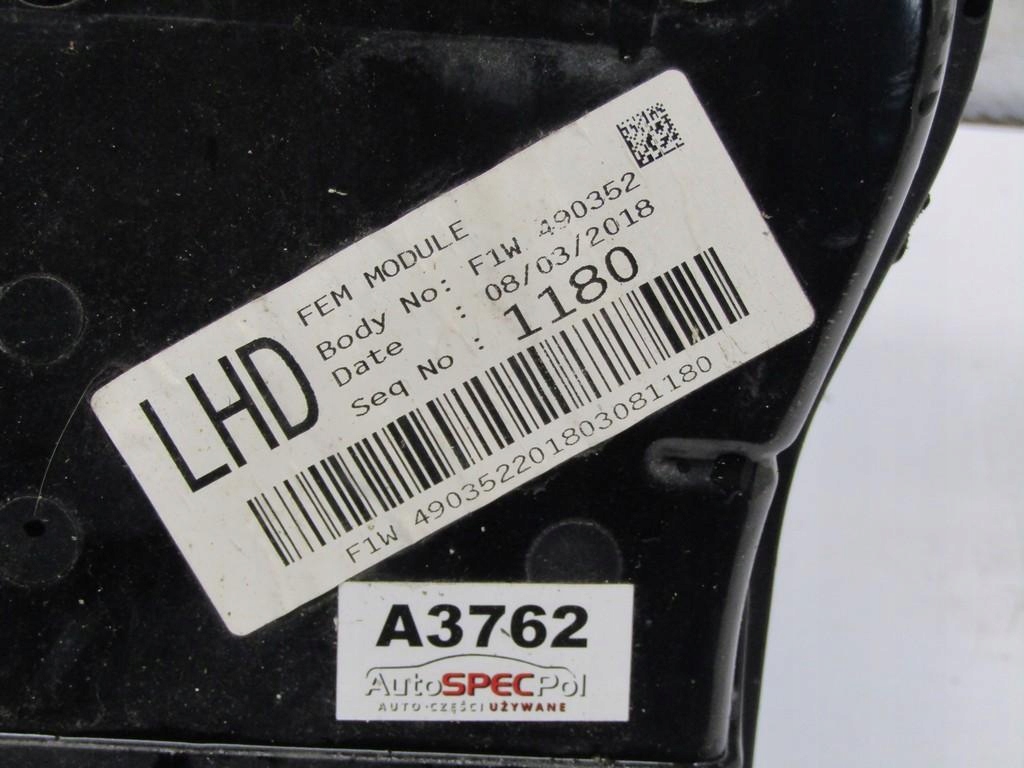 LHD
FEM MODULE
Body No: F1W 490352
Date : 08/03/2018
Seq No : 1180
F1W 490352201803081180
A3762
AutoSPECPol
AUTO-CZĘŚCI UŻYWANE